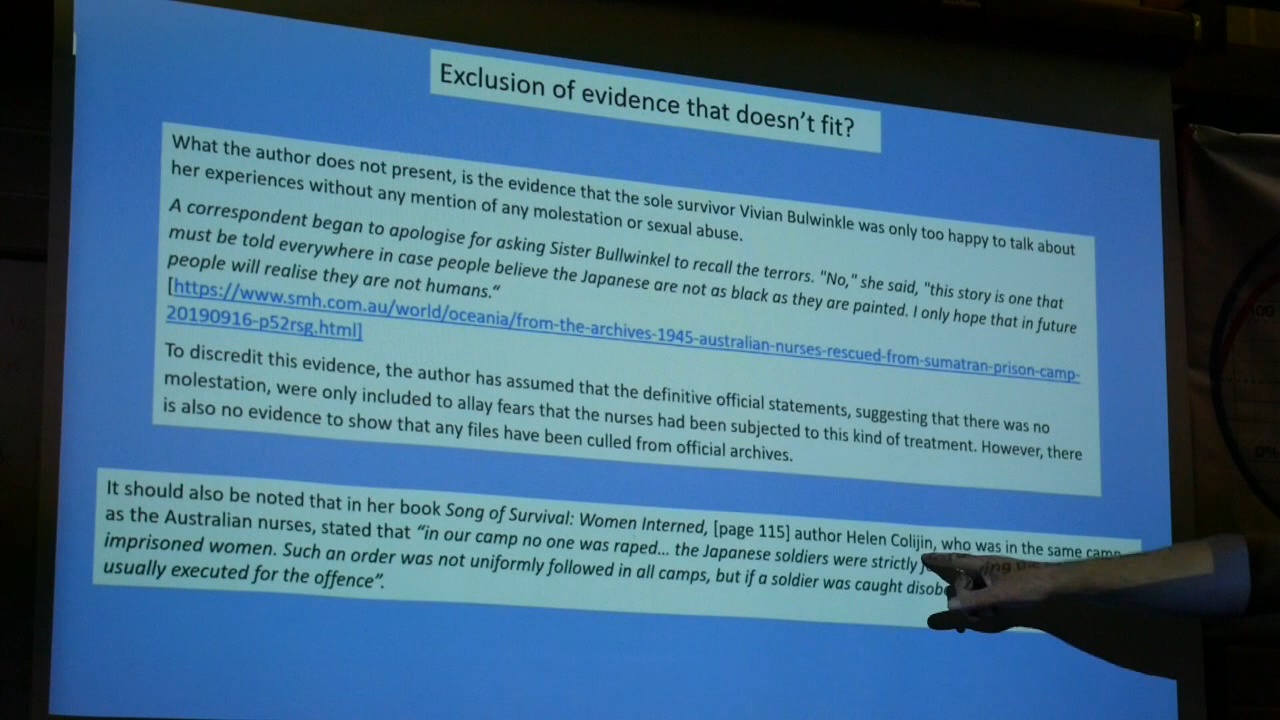 Exclusion of evidence that doesn't fit?
What the author does not present, is the evidence that the sole survivor Vivian Bulwinkle was only too happy to talk about
her experiences without any mention of any molestation or sexual abuse.
A correspondent began to apologise for asking Sister Bullwinkel to recall the terrors. "No," she said, "this story is one that
must be told everywhere in case people believe the Japanese are not as black as they are painted. I only hope that in future
people will realise they are not humans."
[https://www.smh.com.au/world/oceania/from-the-archives-1945-australian-nurses-rescued-from-sumatran-prison-camp-
20190916-p52rsg.html]
To discredit this evidence, the author has assumed that the definitive official statements, suggesting that there was no
molestation, were only included to allay fears that the nurses had been subjected to this kind of treatment. However, there
is also no evidence to show that any files have been culled from official archives.
It should also be noted that in her book Song of Survival: Women Interned, [page 115] author Helen Colijin, who was in the same camp
as the Australian nurses, stated that "in our camp no one was raped... the Japanese soldiers were strictly
imprisoned women. Such an order was not uniformly followed in all camps, but if a soldier was caught
usually executed for the offence".
100
0%